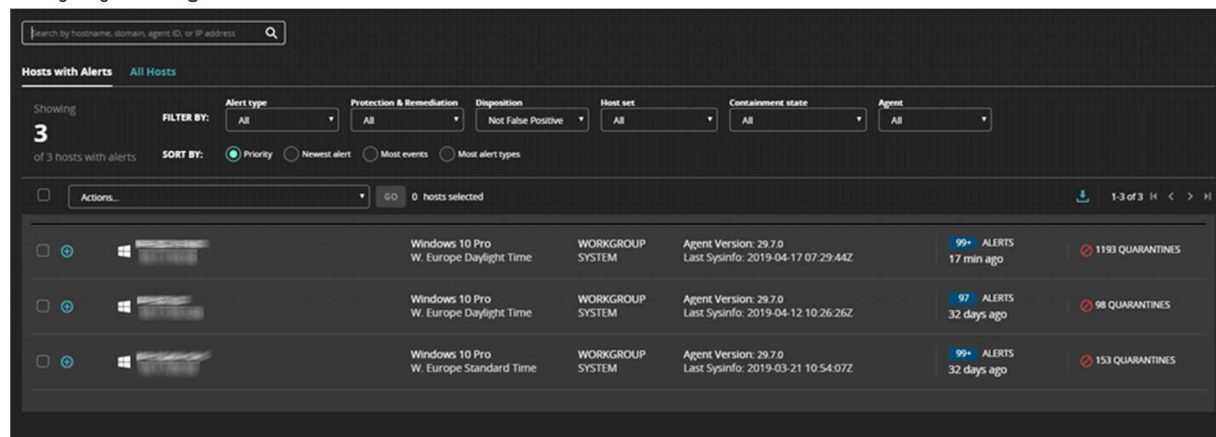 Search by hostname, domain, agent ID, or IP address
Hosts with Alerts All Hosts
Showing
3
of 3 hosts with alerts
FILTER BY:
Alert type Protection & Remediation Disposition Host set Containment state Agent
All All Not False Positive All All All
SORT BY: Priority Newest alert Most events Most alert types
Actions... GO 0 hosts selected 1-3 of 3
Windows 10 Pro WORKGROUP Agent Version: 29.7.0 99+ ALERTS
W. Europe Daylight Time SYSTEM Last Sysinfo: 2019-04-17 07:29:44Z 17 min ago
1193 QUARANTINES
Windows 10 Pro WORKGROUP Agent Version: 29.7.0 97 ALERTS
W. Europe Daylight Time SYSTEM Last Sysinfo: 2019-04-12 10:26:26Z 32 days ago
98 QUARANTINES
Windows 10 Pro WORKGROUP Agent Version: 29.7.0 99+ ALERTS
W. Europe Standard Time SYSTEM Last Sysinfo: 2019-03-21 10:54:07Z 32 days ago
153 QUARANTINES